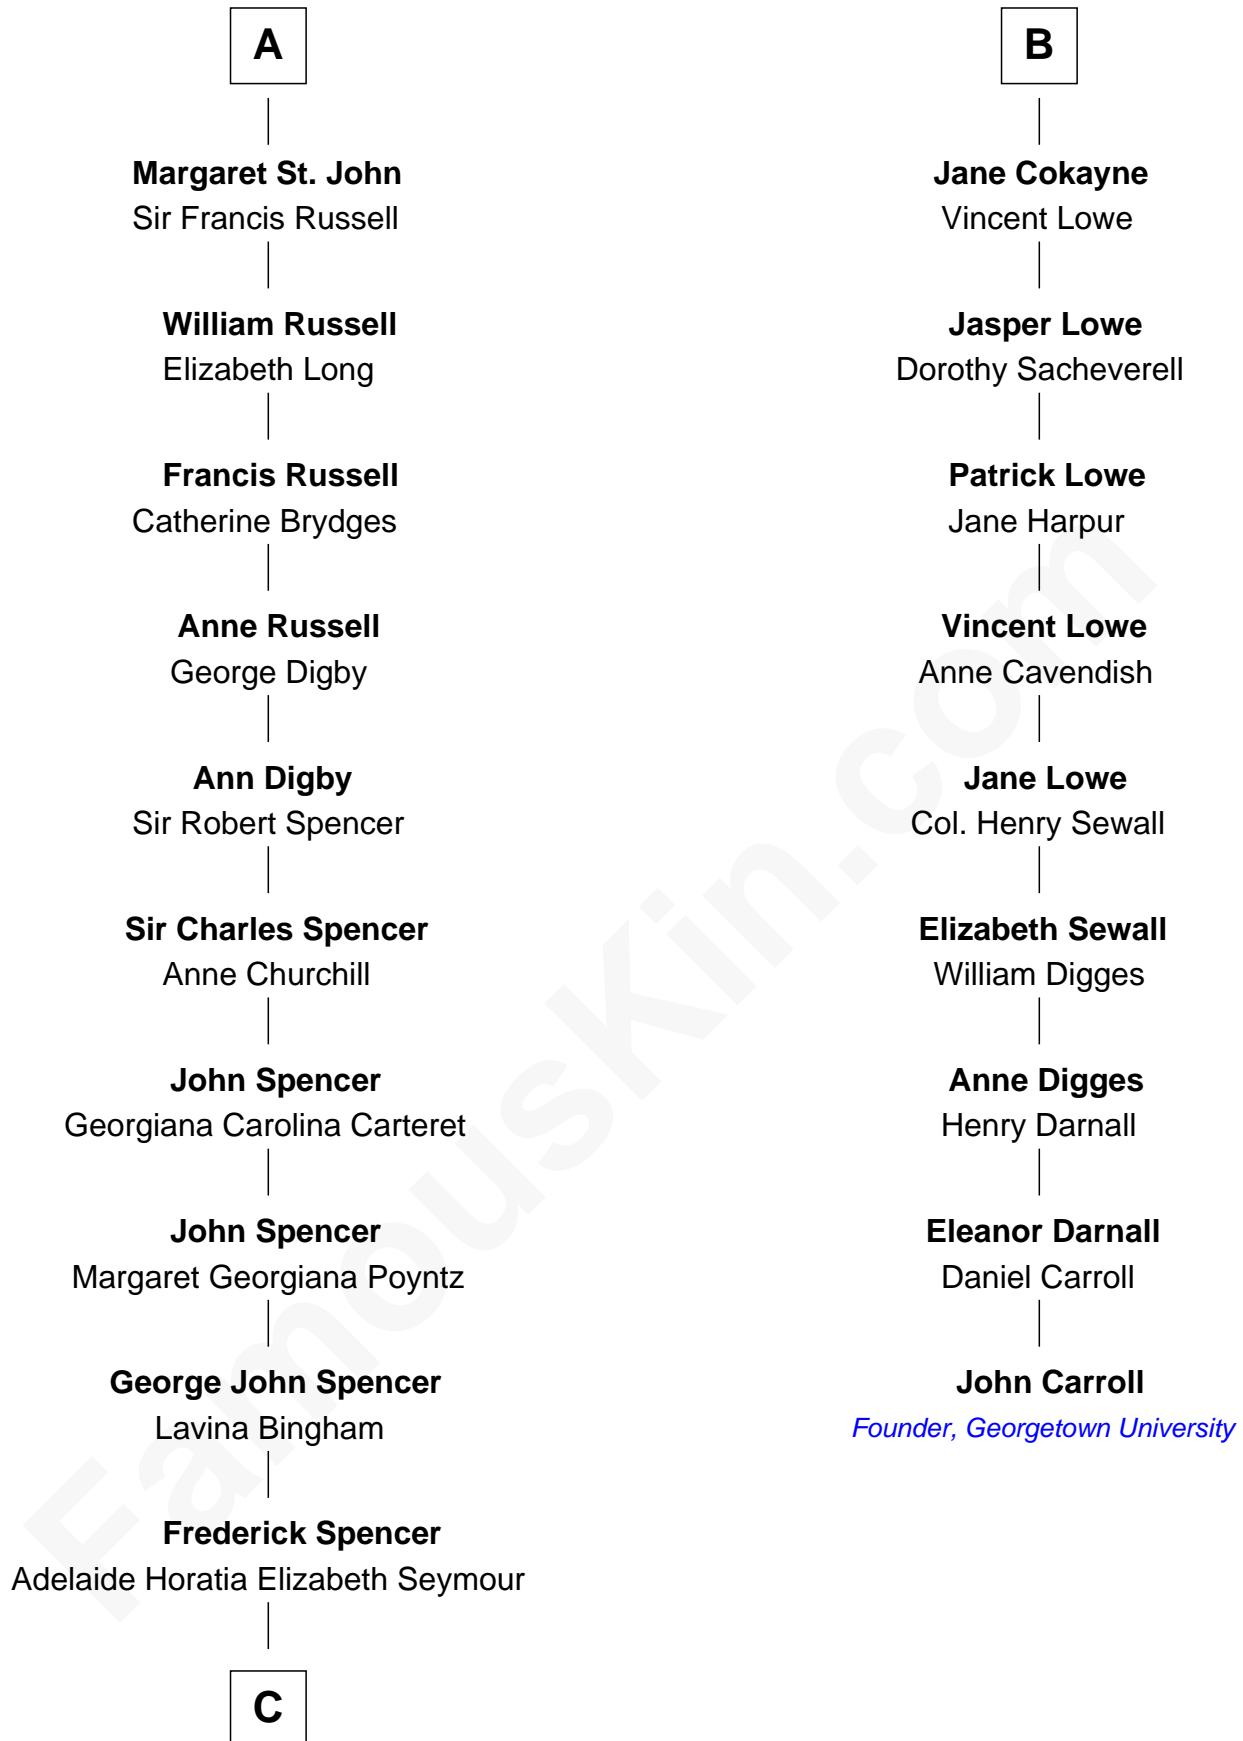 A
Margaret St. John
Sir Francis Russell
William Russell
Elizabeth Long
Francis Russell
Catherine Brydges
Anne Russell
George Digby
Ann Digby
Sir Robert Spencer
Sir Charles Spencer
Anne Churchill
John Spencer
Georgiana Carolina Carteret
John Spencer
Margaret Georgiana Poyntz
George John Spencer
Lavina Bingham
Frederick Spencer
Adelaide Horatia Elizabeth Seymour
C
B
Jane Cokayne
Vincent Lowe
Jasper Lowe
Dorothy Sacheverell
Patrick Lowe
Jane Harpur
Vincent Lowe
Anne Cavendish
Jane Lowe
Col. Henry Sewall
Elizabeth Sewall
William Digges
Anne Digges
Henry Darnall
Eleanor Darnall
Daniel Carroll
John Carroll
Founder, Georgetown University
FamousKin.com